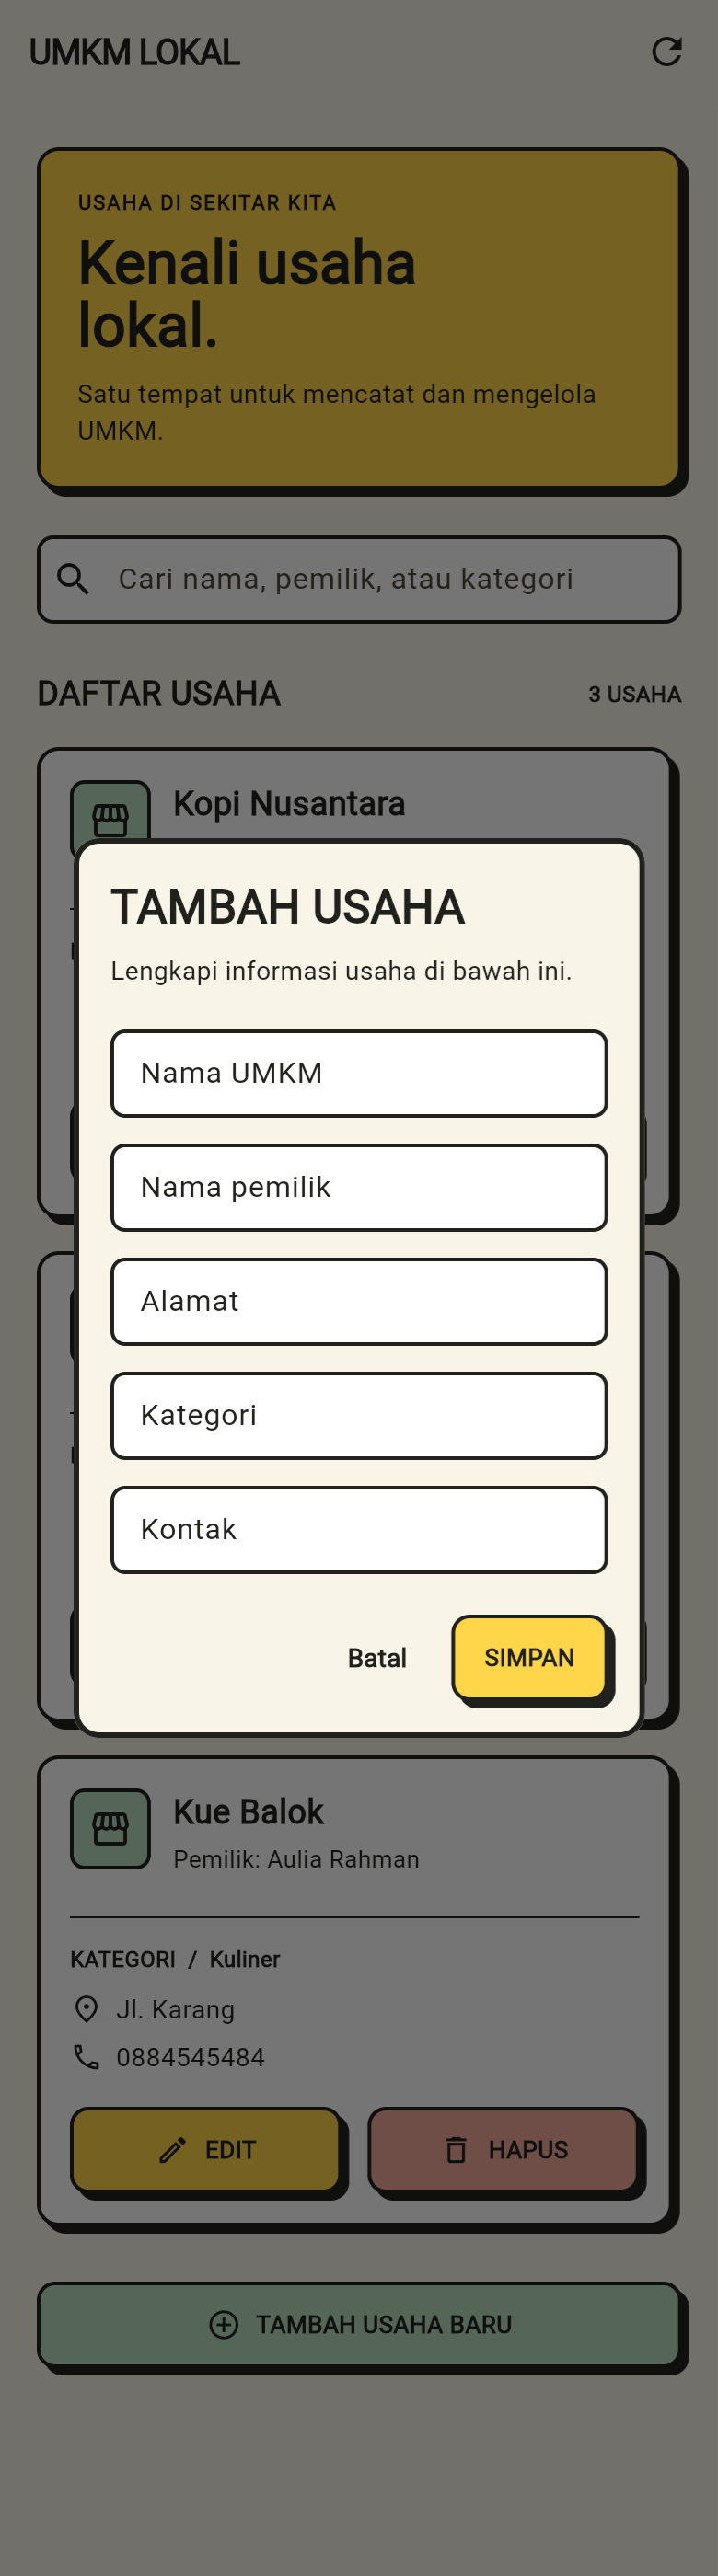 UMKM LOKAL
USAHA DI SEKITAR KITA
Kenali usaha
lokal.
Satu tempat untuk mencatat dan mengelola
UMKM.
Cari nama, pemilik, atau kategori
DAFTAR USAHA
3 USAHA
Kopi Nusantara
TAMBAH USAHA
Lengkapi informasi usaha di bawah ini.
Nama UMKM
Nama pemilik
Alamat
Kategori
Kontak
Batal
SIMPAN
Kue Balok
Pemilik: Aulia Rahman
KATEGORI / Kuliner
Jl. Karang
0884545484
EDIT
HAPUS
TAMBAH USAHA BARU